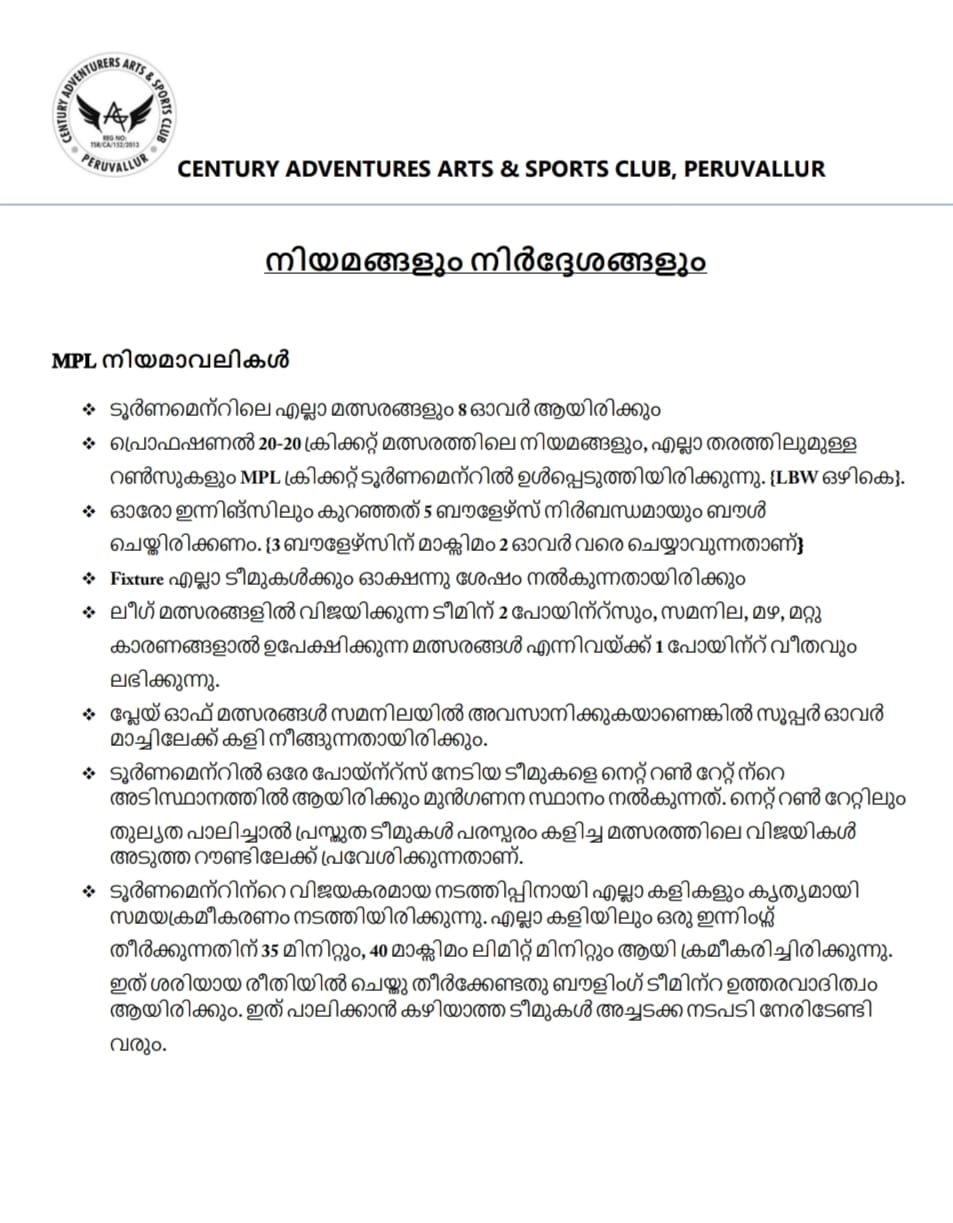 CENTURY ADVENTURERS ARTS & SPORTS CLUB
REG NO:
TSR/CA/152/2013
PERUVALLUR
CENTURY ADVENTURES ARTS & SPORTS CLUB, PERUVALLUR
നിയമങ്ങളും നിർദ്ദേശങ്ങളും
MPL നിയമാവലികൾ
❖ ടൂർണമെന്റിലെ എല്ലാ മത്സരങ്ങളും 8 ഓവർ ആയിരിക്കും
❖ പ്രൊഫഷണൽ 20-20 ക്രിക്കറ്റ് മത്സരത്തിലെ നിയമങ്ങളും, എല്ലാ തരത്തിലുമുള്ള
റൺസുകളും MPL ക്രിക്കറ്റ് ടൂർണമെന്റിൽ ഉൾപ്പെടുത്തിയിരിക്കുന്നു. {LBW ഒഴികെ}.
❖ ഓരോ ഇന്നിങ്സിലും കുറഞ്ഞത് 5 ബൗളേഴ്സ് നിർബന്ധമായും ബൗൾ
ചെയ്തിരിക്കണം. {3 ബൗളേഴ്സിന് മാക്സിമം 2 ഓവർ വരെ ചെയ്യാവുന്നതാണ്}
❖ Fixture എല്ലാ ടീമുകൾക്കും ഓക്ഷന്നു ശേഷം നൽകുന്നതായിരിക്കും
❖ ലീഗ് മത്സരങ്ങളിൽ വിജയിക്കുന്ന ടീമിന് 2 പോയിന്റ്സും, സമനില, മഴ, മറ്റു
കാരണങ്ങളാൽ ഉപേക്ഷിക്കുന്ന മത്സരങ്ങൾ എന്നിവയ്ക്ക് 1 പോയിന്റ് വീതവും
ലഭിക്കുന്നു.
❖ പ്ലേയ് ഓഫ് മത്സരങ്ങൾ സമനിലയിൽ അവസാനിക്കുകയാണെങ്കിൽ സൂപ്പർ ഓവർ
മാച്ചിലേക്ക് കളി നീങ്ങുന്നതായിരിക്കും.
❖ ടൂർണമെന്റിൽ ഒരേ പോയ്ന്റ്സ് നേടിയ ടീമുകളെ നെറ്റ് റൺ റേറ്റ് ന്റെ
അടിസ്ഥാനത്തിൽ ആയിരിക്കും മുൻഗണന സ്ഥാനം നൽകുന്നത്. നെറ്റ് റൺ റേറ്റിലും
തുല്യത പാലിച്ചാൽ പ്രസ്തുത ടീമുകൾ പരസ്പരം കളിച്ച മത്സരത്തിലെ വിജയികൾ
അടുത്ത റൗണ്ടിലേക്ക് പ്രവേശിക്കുന്നതാണ്.
❖ ടൂർണമെന്റിന്റെ വിജയകരമായ നടത്തിപ്പിനായി എല്ലാ കളികളും കൃത്യമായി
സമയക്രമീകരണം നടത്തിയിരിക്കുന്നു. എല്ലാ കളിയിലും ഒരു ഇന്നിംഗ്സ്
തീർക്കുന്നതിന് 35 മിനിറ്റും, 40 മാക്സിമം ലിമിറ്റ് മിനിറ്റും ആയി ക്രമീകരിച്ചിരിക്കുന്നു.
ഇത് ശരിയായ രീതിയിൽ ചെയ്തു തീർക്കേണ്ടതു ബൗളിംഗ് ടീമിന്റ ഉത്തരവാദിത്വം
ആയിരിക്കും. ഇത് പാലിക്കാൻ കഴിയാത്ത ടീമുകൾ അച്ചടക്ക നടപടി നേരിടേണ്ടി
വരും.